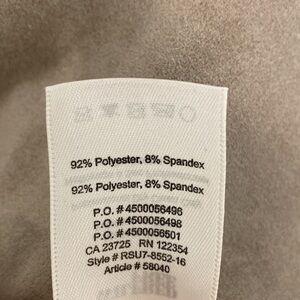 92% Polyester, 8% Spandex
92% Polyester, 8% Spandex
P.O. # 4500056496
P.O. # 4500056498
P.O. # 4500056501
CA 23725 RN 122354
Style # RSU7-8552-16
Article # 58040